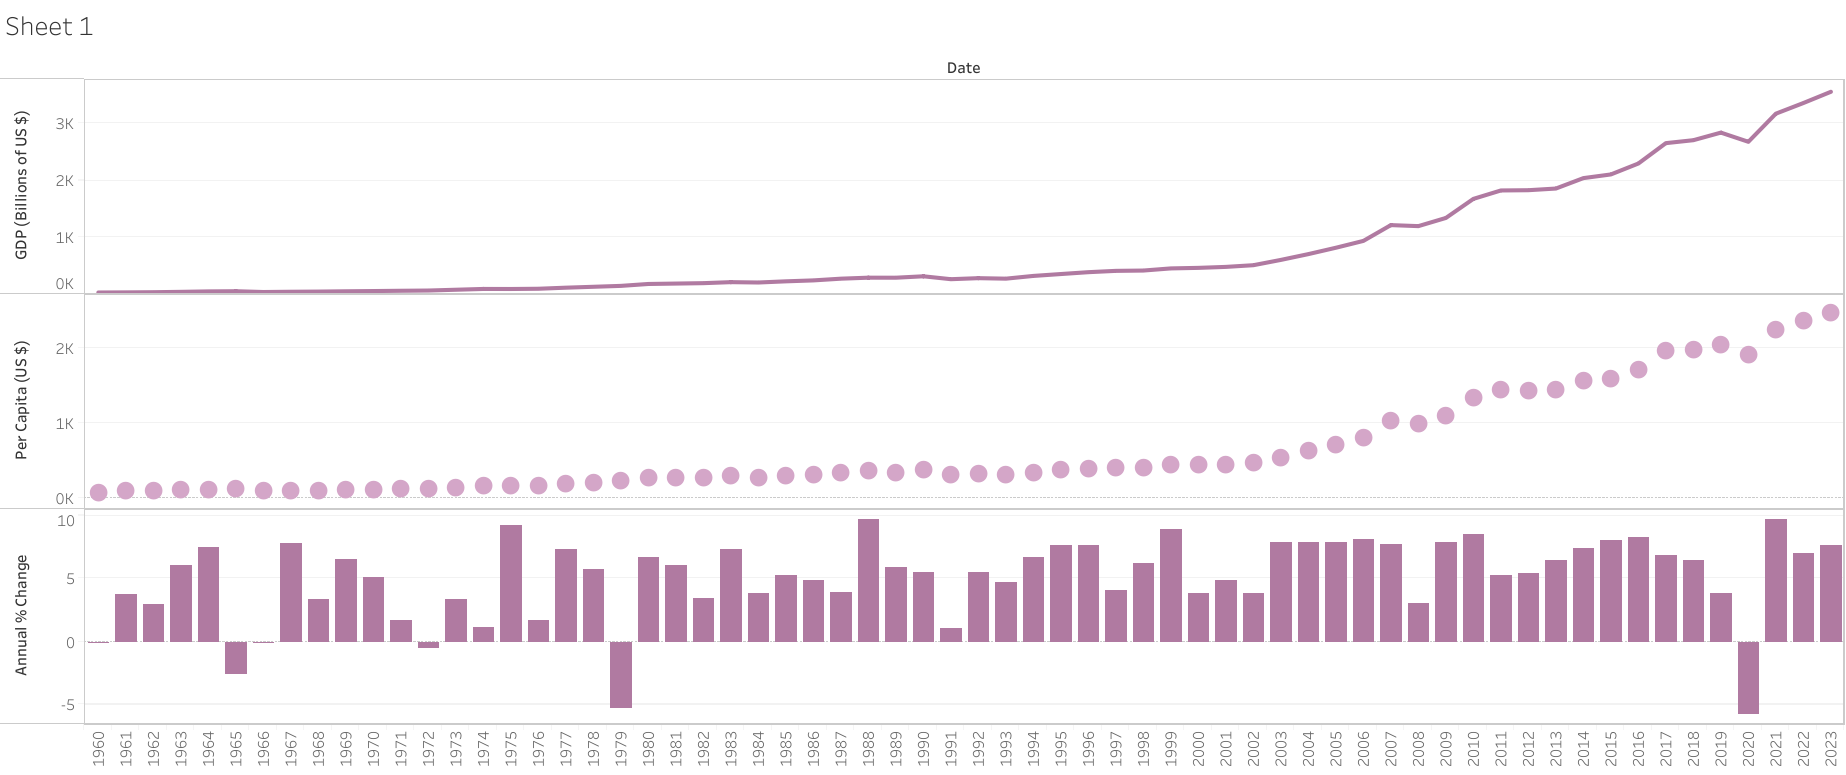 Sheet 1
Date
GDP (Billions of US $)
3K
2K
1K
0K
Per Capita (US $)
2K
1K
0K
Annual % Change
10
5
0
-5
1960 1961 1962 1963 1964 1965 1966 1967 1968 1969 1970 1971 1972 1973 1974 1975 1976 1977 1978 1979 1980 1981 1982 1983 1984 1985 1986 1987 1988 1989 1990 1991 1992 1993 1994 1995 1996 1997 1998 1999 2000 2001 2002 2003 2004 2005 2006 2007 2008 2009 2010 2011 2012 2013 2014 2015 2016 2017 2018 2019 2020 2021 2022 2023